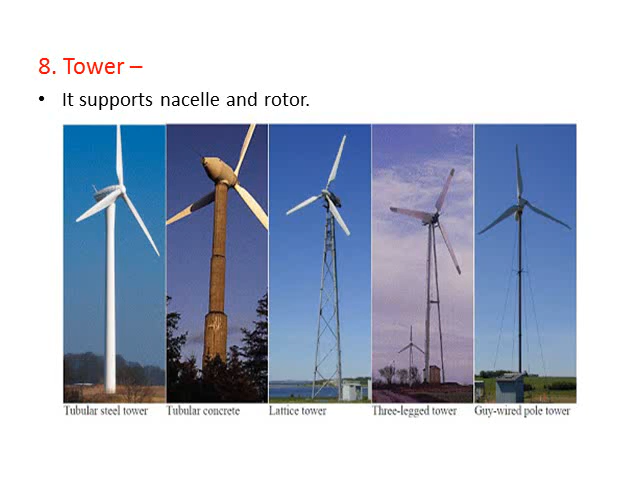 8. Tower –
• It supports nacelle and rotor.
Tubular steel tower
Tubular concrete
Lattice tower
Three-legged tower
Guy-wired pole tower